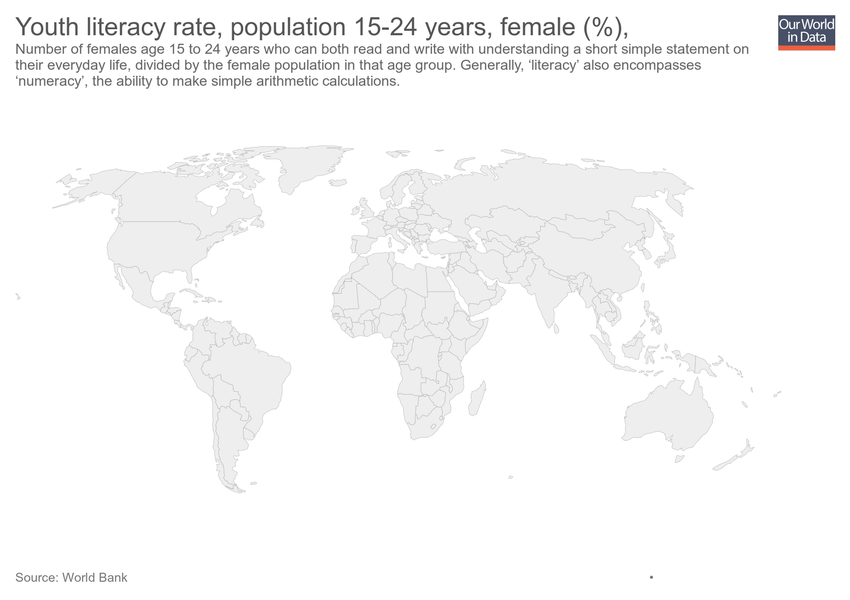 Youth literacy rate, population 15-24 years, female (%),
Our World
in Data
Number of females age 15 to 24 years who can both read and write with understanding a short simple statement on
their everyday life, divided by the female population in that age group. Generally, ‘literacy’ also encompasses
‘numeracy’, the ability to make simple arithmetic calculations.
Source: World Bank
•